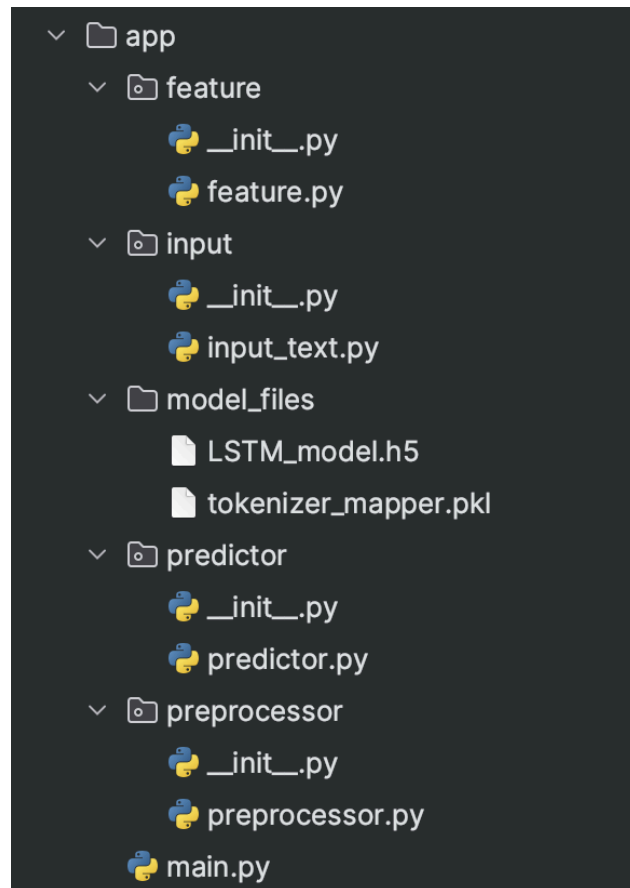 app
feature
__init__.py
feature.py
input
__init__.py
input_text.py
model_files
LSTM_model.h5
tokenizer_mapper.pkl
predictor
__init__.py
predictor.py
preprocessor
__init__.py
preprocessor.py
main.py